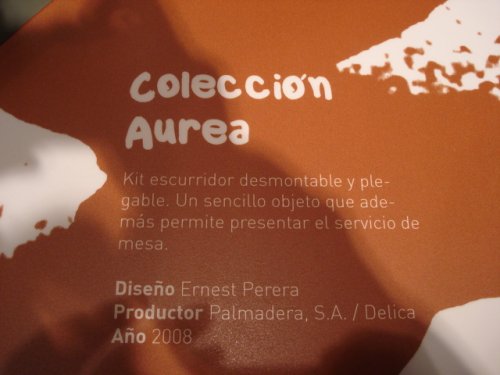 Colección
Aurea
Kit escurridor desmontable y ple-
gable. Un sencillo objeto que ade-
más permite presentar el servicio de
mesa.
Diseño Ernest Perera
Productor Palmadera, S.A. / Delica
Año 2008